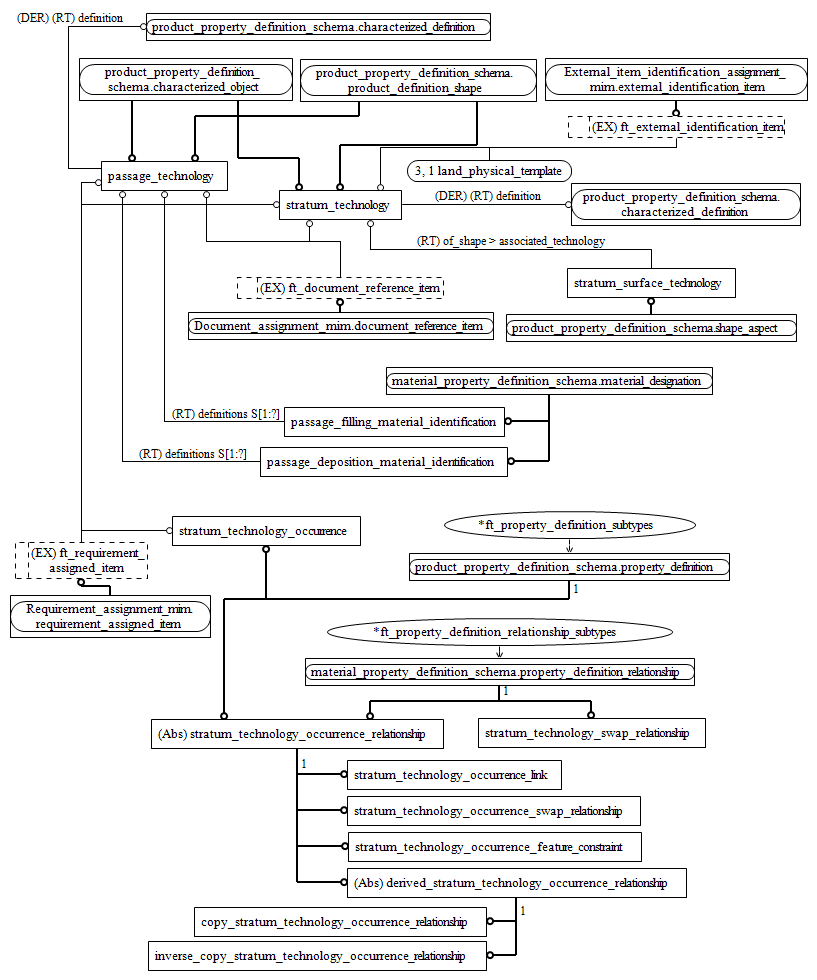 (DER) (RT) definition
product_property_definition_schema.characterized_definition
product_property_definition_
schema.characterized_object
product_property_definition_schema.
product_definition_shape
External_item_identification_assignment_
mim.external_identification_item
(EX) ft_external_identification_item
passage_technology
3, 1 land_physical_template
stratum_technology
(DER) (RT) definition
product_property_definition_schema.
characterized_definition
(RT) of_shape > associated_technology
(EX) ft_document_reference_item
stratum_surface_technology
Document_assignment_mim.document_reference_item
product_property_definition_schema.shape_aspect
material_property_definition_schema.material_designation
(RT) definitions S[1:?]
passage_filling_material_identification
(RT) definitions S[1:?]
passage_deposition_material_identification
stratum_technology_occurrence
*ft_property_definition_subtypes
(EX) ft_requirement_
assigned_item
product_property_definition_schema.property_definition
1
Requirement_assignment_mim.
requirement_assigned_item
*ft_property_definition_relationship_subtypes
material_property_definition_schema.property_definition_relationship
1
(Abs) stratum_technology_occurrence_relationship
stratum_technology_swap_relationship
1
stratum_technology_occurrence_link
stratum_technology_occurrence_swap_relationship
stratum_technology_occurrence_feature_constraint
(Abs) derived_stratum_technology_occurrence_relationship
1
copy_stratum_technology_occurrence_relationship
inverse_copy_stratum_technology_occurrence_relationship